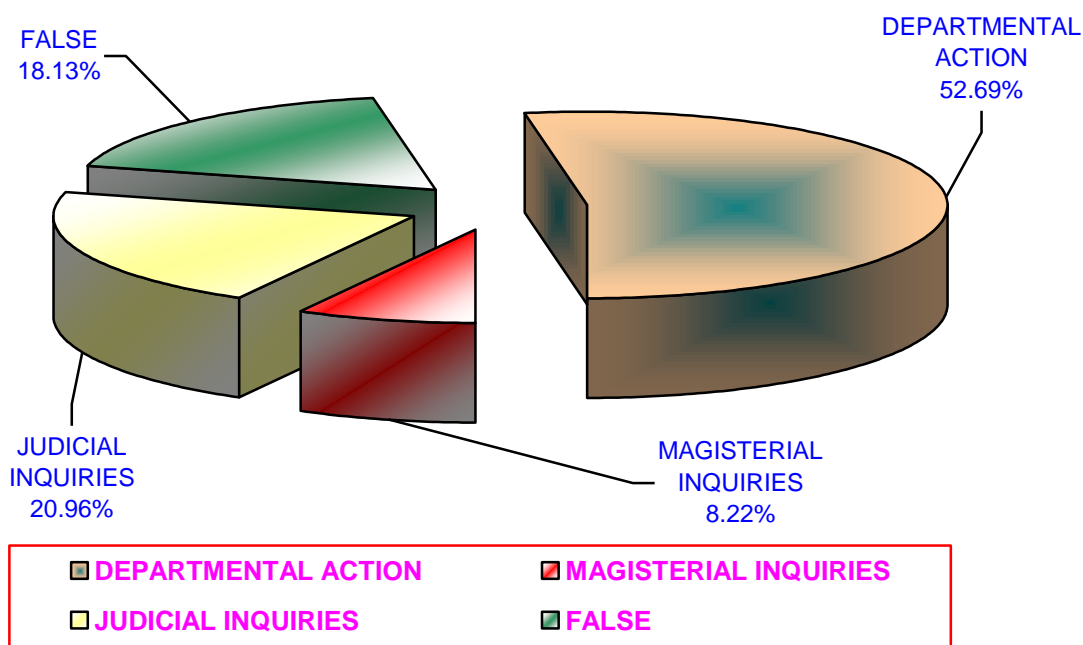 FALSE
18.13%
DEPARTMENTAL
ACTION
52.69%
JUDICIAL
INQUIRIES
20.96%
MAGISTERIAL
INQUIRIES
8.22%
DEPARTMENTAL ACTION
MAGISTERIAL INQUIRIES
JUDICIAL INQUIRIES
FALSE